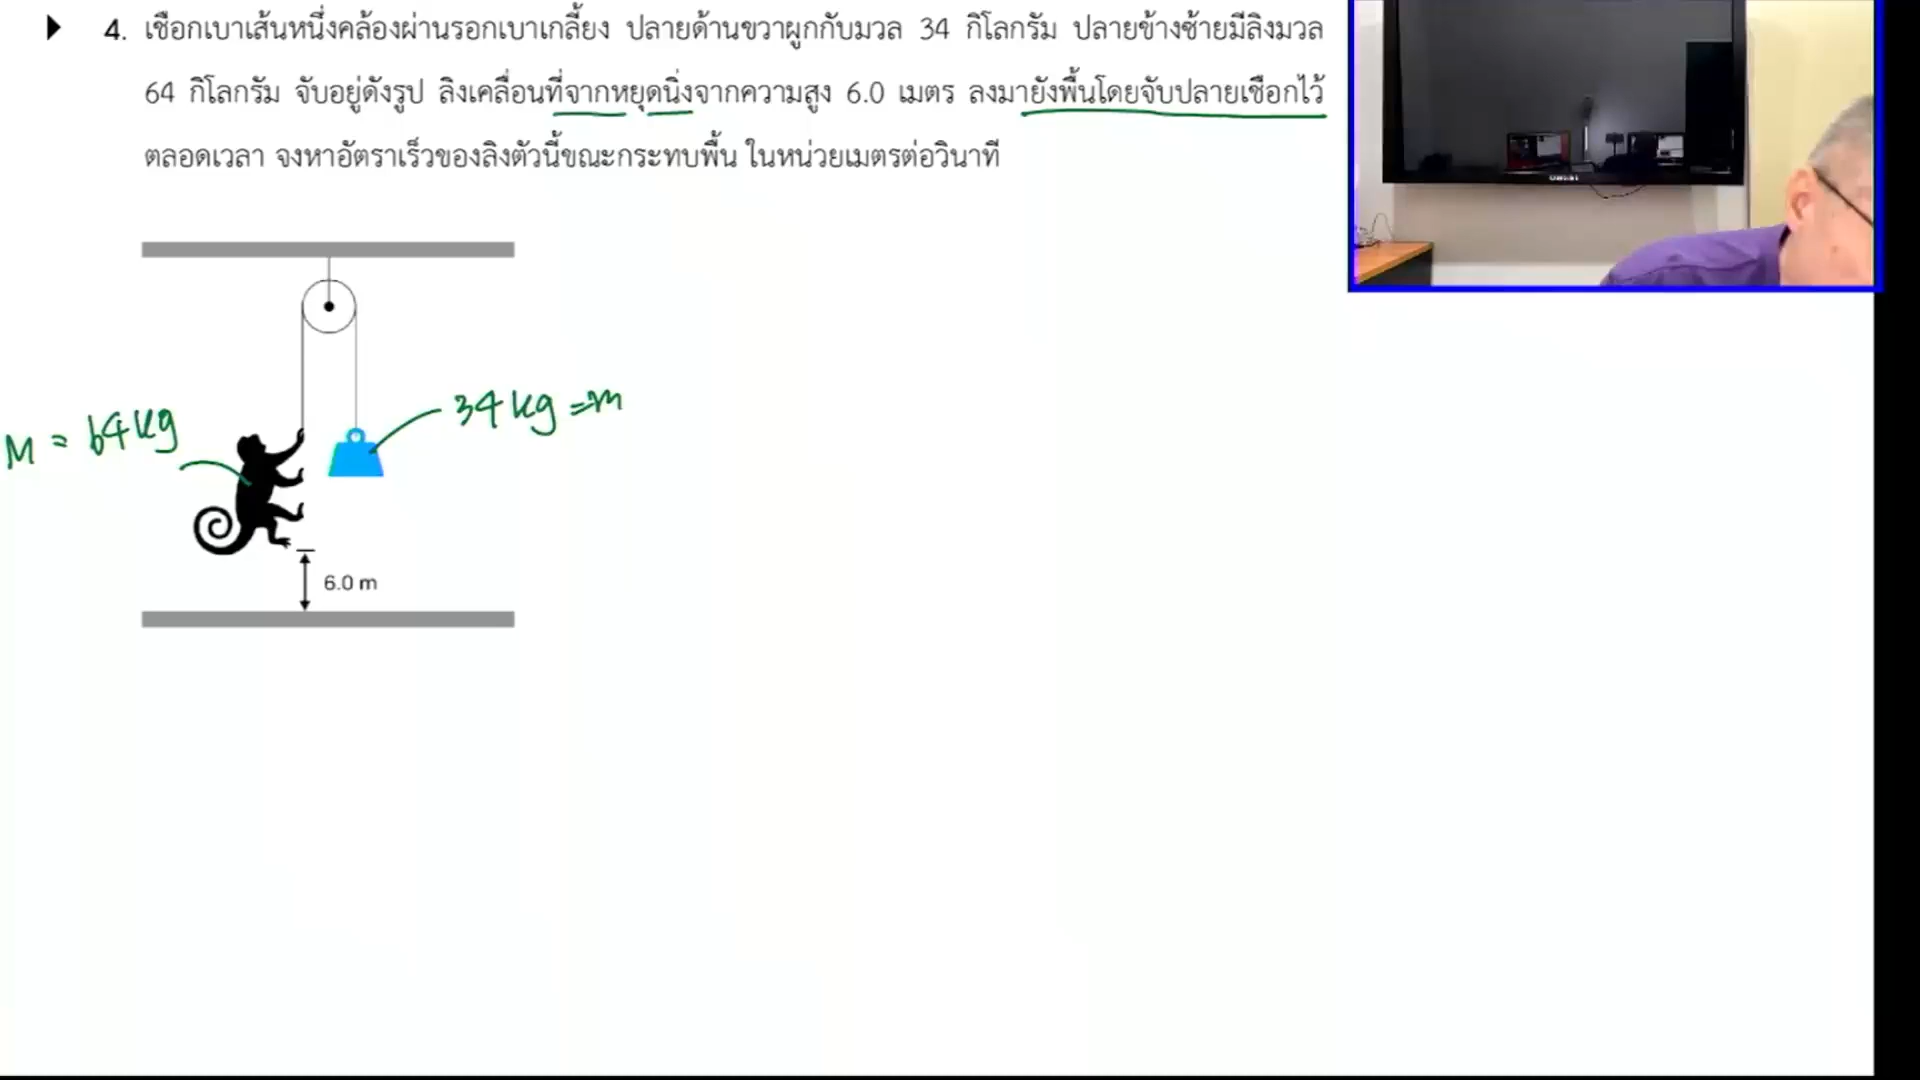 4. เชือกเบาเส้นหนึ่งคล้องผ่านรอกเบาเกลี้ยง ปลายด้านขวาผูกกับมวล 34 กิโลกรัม ปลายข้างซ้ายมีลิงมวล
64 กิโลกรัม จับอยู่ดังรูป ลิงเคลื่อนที่จากหยุดนิ่งจากความสูง 6.0 เมตร ลงมายังพื้นโดยจับปลายเชือกไว้
ตลอดเวลา จงหาอัตราเร็วของลิงตัวนี้ขณะกระทบพื้น ในหน่วยเมตรต่อวินาที
34 kg = m
M = 64 kg
6.0 m